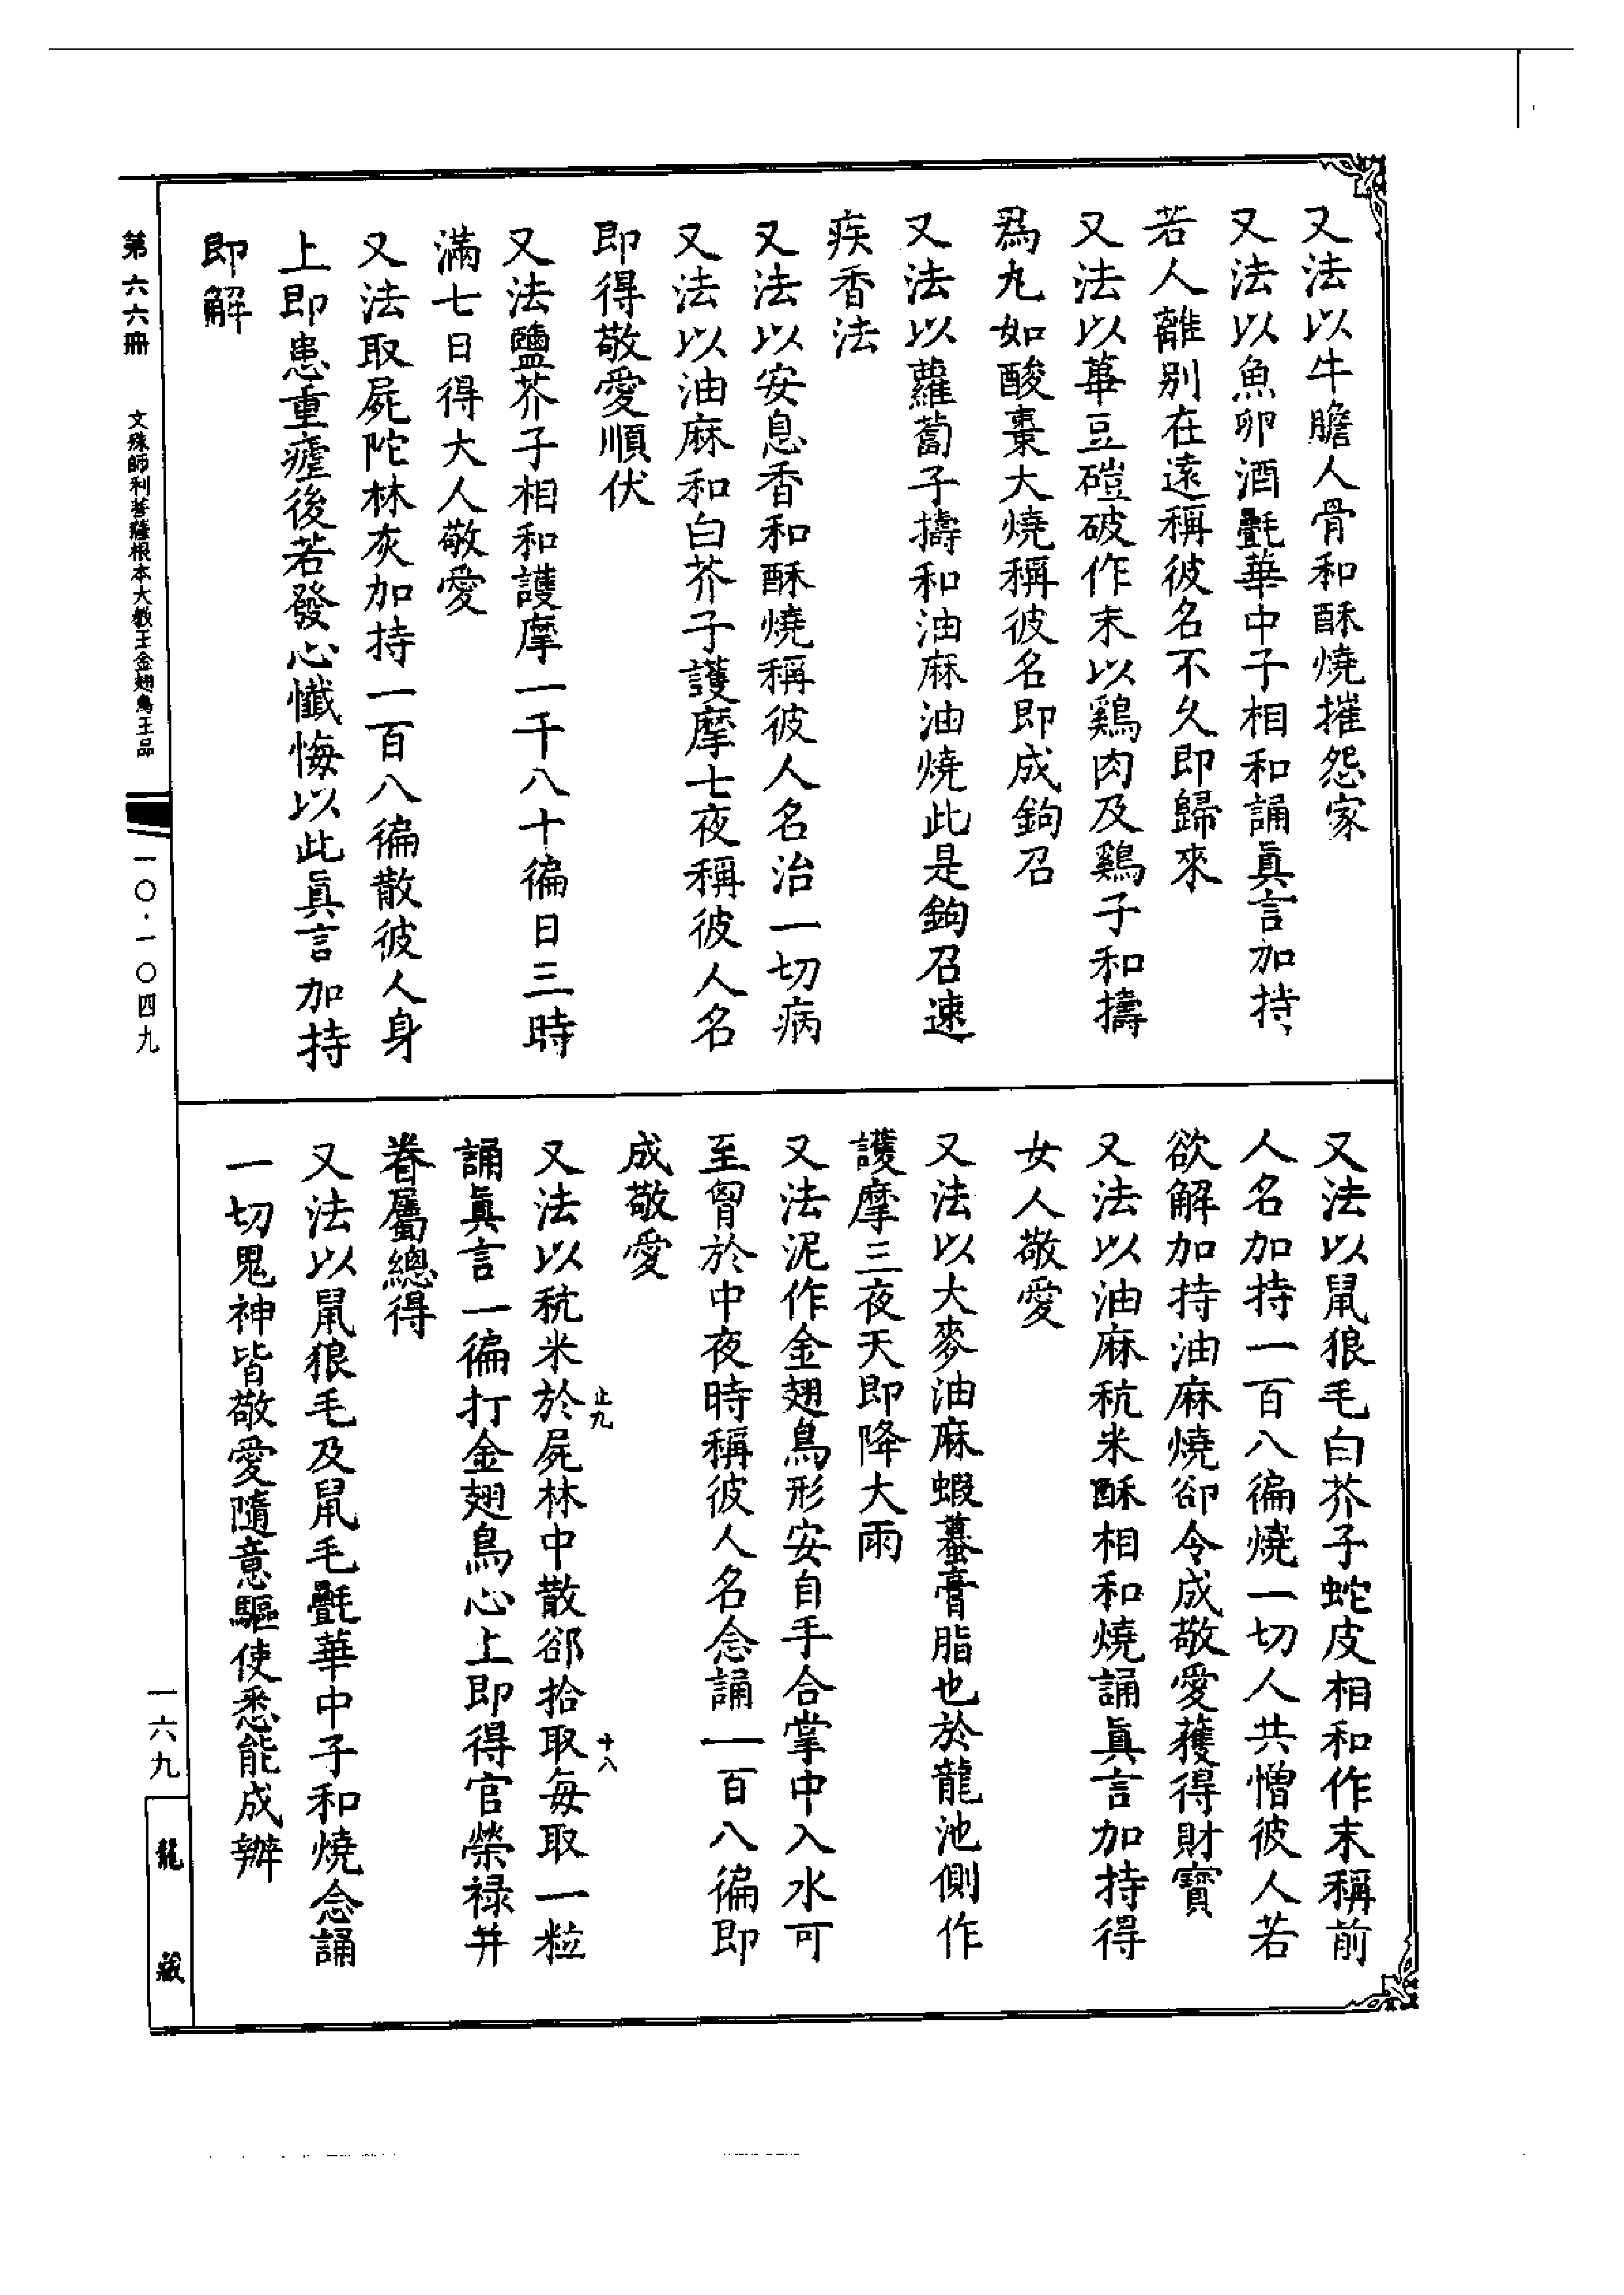 又法以牛膽人骨和酥燒摧怨家
又法以魚卵酒㲲華中子相和誦眞言加持
若人離別在遠稱彼名不久即歸來
又法以蓽豆磑破作末以鷄肉及鷄子和擣
爲丸如酸棗大燒稱彼名即成鉤召
又法以蘿蔔子擣和油麻油燒此是鉤召速
疾香法
又法以安息香和酥燒稱彼人名治一切病
又法以油麻和白芥子護摩七夜稱彼人名
即得敬愛順伏
又法鹽芥子相和護摩一千八十徧日三時
滿七日得大人敬愛
又法取屍陀林灰加持一百八徧散彼人身
上即患重瘧後若發心懺悔以此眞言加持
即解
又法以鼠狼毛白芥子蛇皮相和作末稱前
人名加持一百八徧燒一切人共憎彼人若
欲解加持油麻燒卻令成敬愛獲得財寶
又法以油麻秔米酥相和燒誦眞言加持得
女人敬愛
又法以大麥油麻蝦蟇膏脂也於龍池側作
護摩三夜天即降大雨
又法泥作金翅鳥形安自手合掌中入水可
至胷於中夜時稱彼人名念誦一百八徧即
成敬愛
又法以秔米於屍林中散卻拾取每取一粒
止九
十八
誦眞言一徧打金翅鳥心上即得官榮祿并
眷屬總得
又法以鼠狼毛及鼠毛㲲華中子和燒念誦
一切鬼神皆敬愛隨意驅使悉能成辦
第六六冊
文殊師利菩薩根本大教王金翅鳥王品
一〇·一〇四九
一六九
龍藏